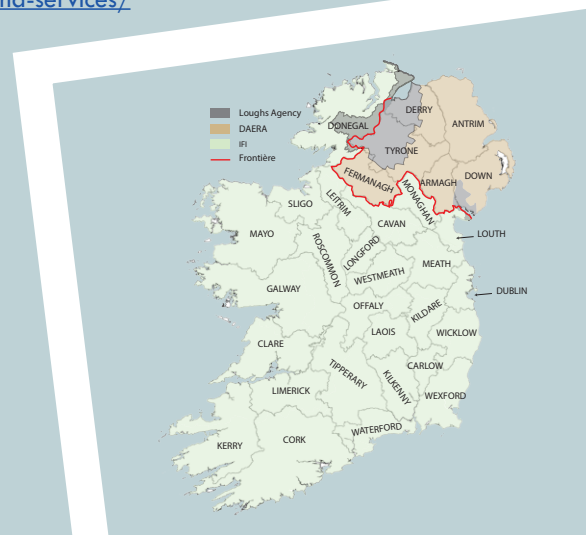 nd-services/
Loughs Agency
DAERA
IFI
Frontière
DERRY
ANTRIM
DONEGAL
TYRONE
FERMANAGH
ARMAGH
DOWN
MONAGHAN
LEITRIM
SLIGO
CAVAN
LOUTH
MAYO
ROSCOMMON
LONGFORD
MEATH
WESTMEATH
GALWAY
DUBLIN
OFFALY
KILDARE
LAOIS
WICKLOW
CLARE
CARLOW
TIPPERARY
KILKENNY
LIMERICK
WEXFORD
WATERFORD
CORK
KERRY